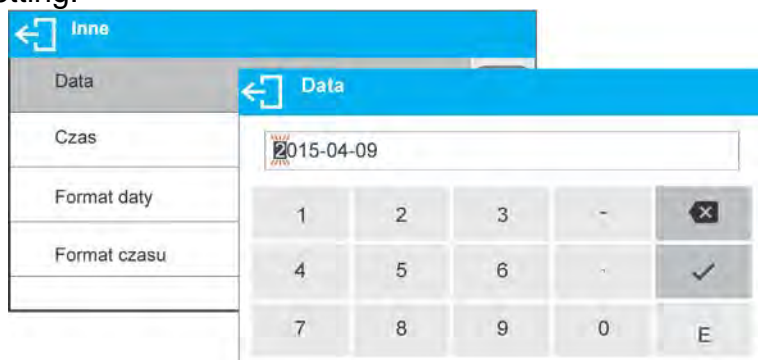 etting.
Inne
Data
Czas
Format daty
Format czasu
Data
2015-04-09
1 2 3 -
4 5 6 .
7 8 9 0 E